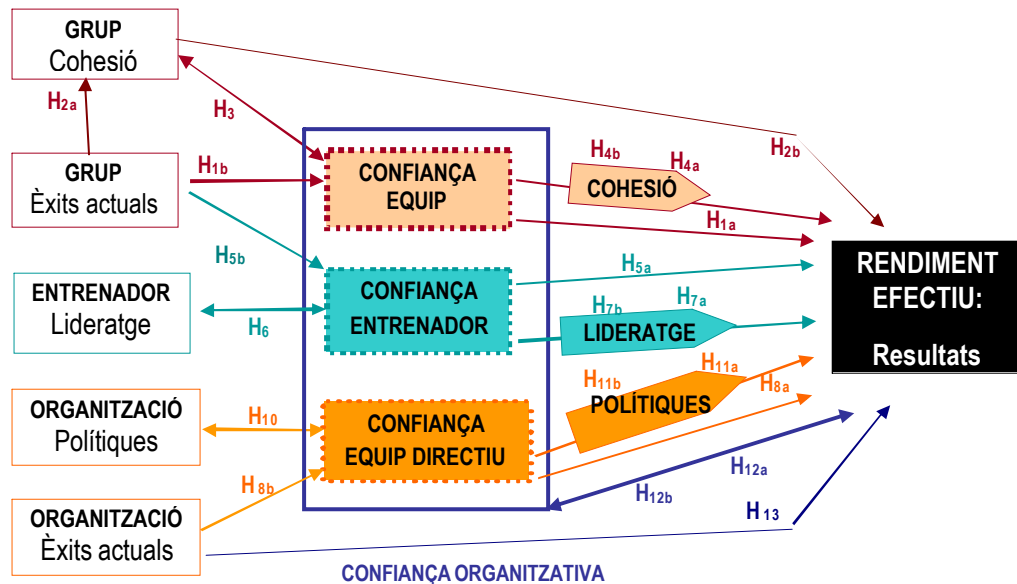 GRUP
Cohesió
H2a
H3
GRUP
Èxits actuals
H1b
CONFIANÇA
EQUIP
H4b
H4a
COHESIÓ
H2b
H1a
H5b
ENTRENADOR
Lideratge
H6
CONFIANÇA
ENTRENADOR
H5a
H7b
H7a
LIDERATGE
RENDIMENT
EFECTIU:
Resultats
ORGANITZACIÓ
Polítiques
H10
CONFIANÇA
EQUIP DIRECTIU
H11b
H11a
POLÍTIQUES
H8a
H8b
ORGANITZACIÓ
Èxits actuals
H12a
H12b
H13
CONFIANÇA ORGANITZATIVA